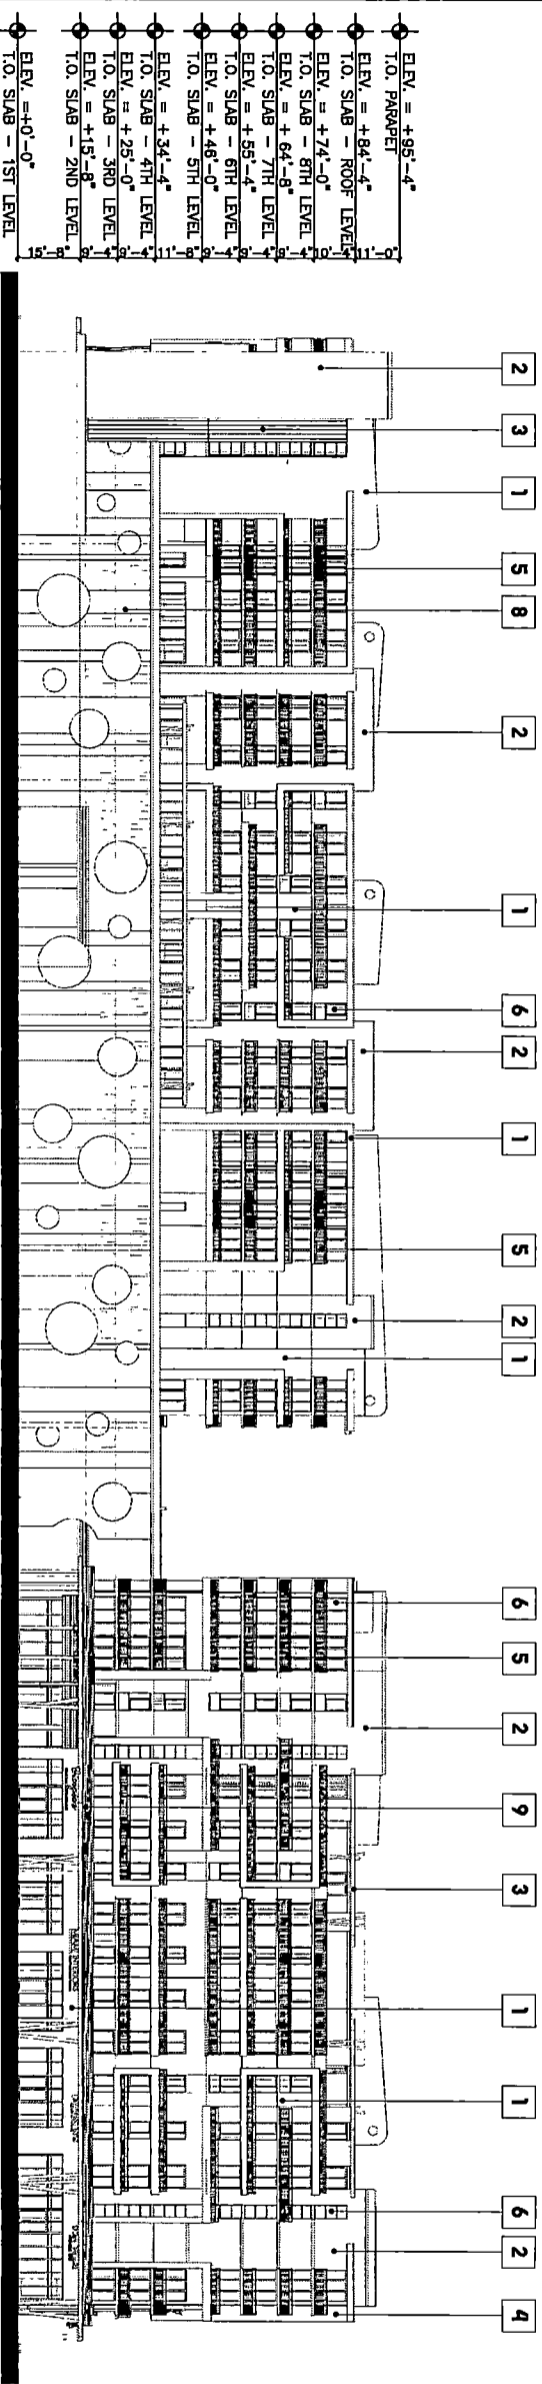 ELEV. = +95'-4"
T.O. PARAPET
ELEV. = +84'-4"
T.O. SLAB - ROOF LEVEL
ELEV. = +74'-0"
T.O. SLAB - 8TH LEVEL
ELEV. = +64'-8"
T.O. SLAB - 7TH LEVEL
ELEV. = +55'-4"
T.O. SLAB - 6TH LEVEL
ELEV. = +46'-0"
T.O. SLAB - 5TH LEVEL
ELEV. = +34'-4"
T.O. SLAB - 4TH LEVEL
ELEV. = +25'-0"
T.O. SLAB - 3RD LEVEL
ELEV. = +15'-8"
T.O. SLAB - 2ND LEVEL
ELEV. =+0'-0"
T.O. SLAB - 1ST LEVEL
11'-0"
10'-4"
9'-4"
9'-4"
9'-4"
11'-8"
9'-4"
9'-4"
15'-8"
2
3
1
5
8
2
1
6
2
1
5
2
1
6
5
2
9
3
1
1
6
2
4